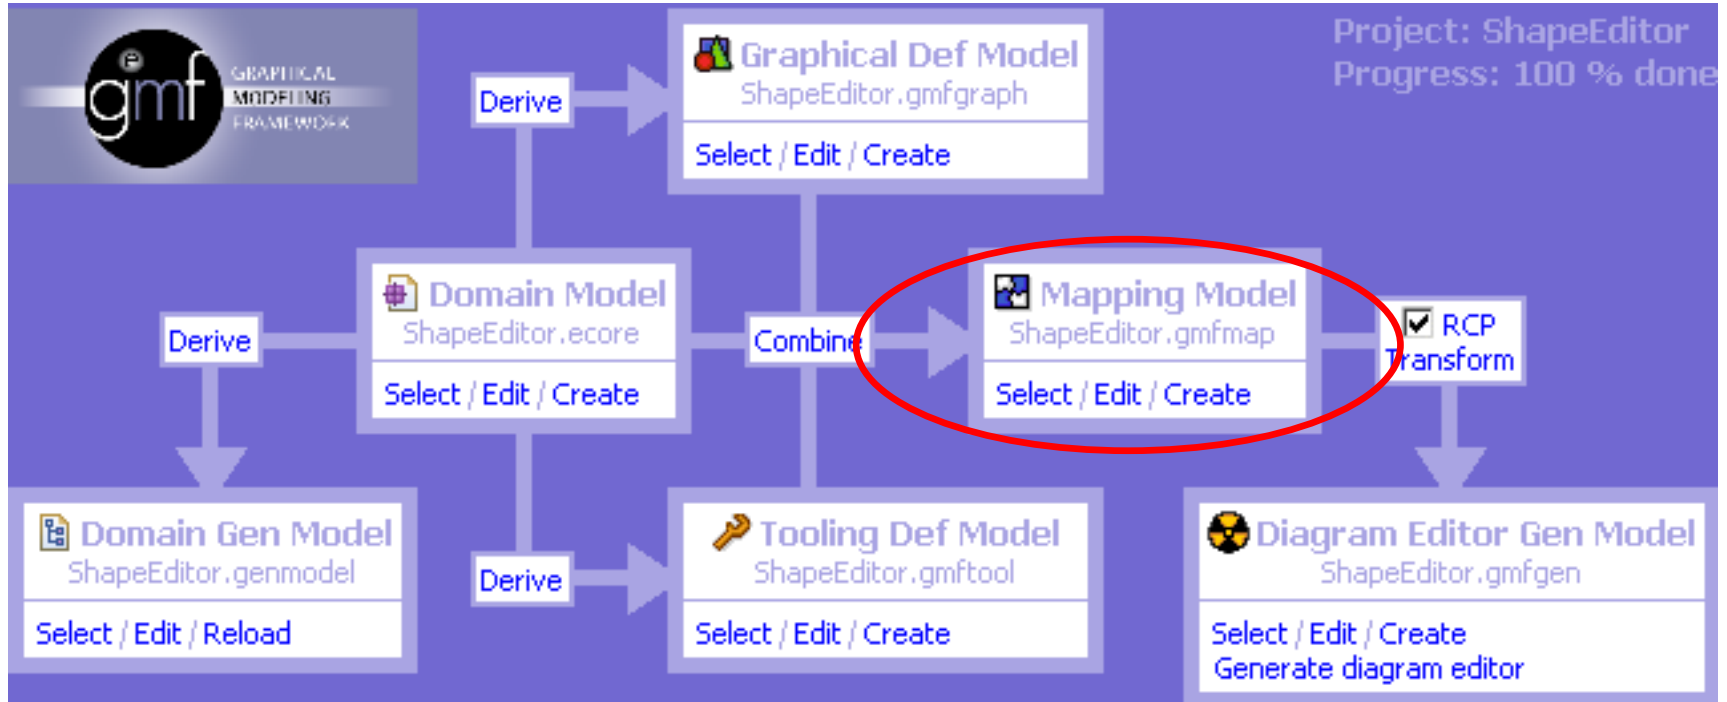 e
gmf
GRAPHICAL
MODELING
FRAMEWORK
Project: ShapeEditor
Progress: 100 % done
Derive
Graphical Def Model
ShapeEditor.gmfgraph
Select / Edit / Create
Derive
Domain Model
ShapeEditor.ecore
Select / Edit / Create
Combine
Mapping Model
ShapeEditor.gmfmap
Select / Edit / Create
RCP
Transform
Domain Gen Model
ShapeEditor.genmodel
Select / Edit / Reload
Derive
Tooling Def Model
ShapeEditor.gmftool
Select / Edit / Create
Diagram Editor Gen Model
ShapeEditor.gmfgen
Select / Edit / Create
Generate diagram editor